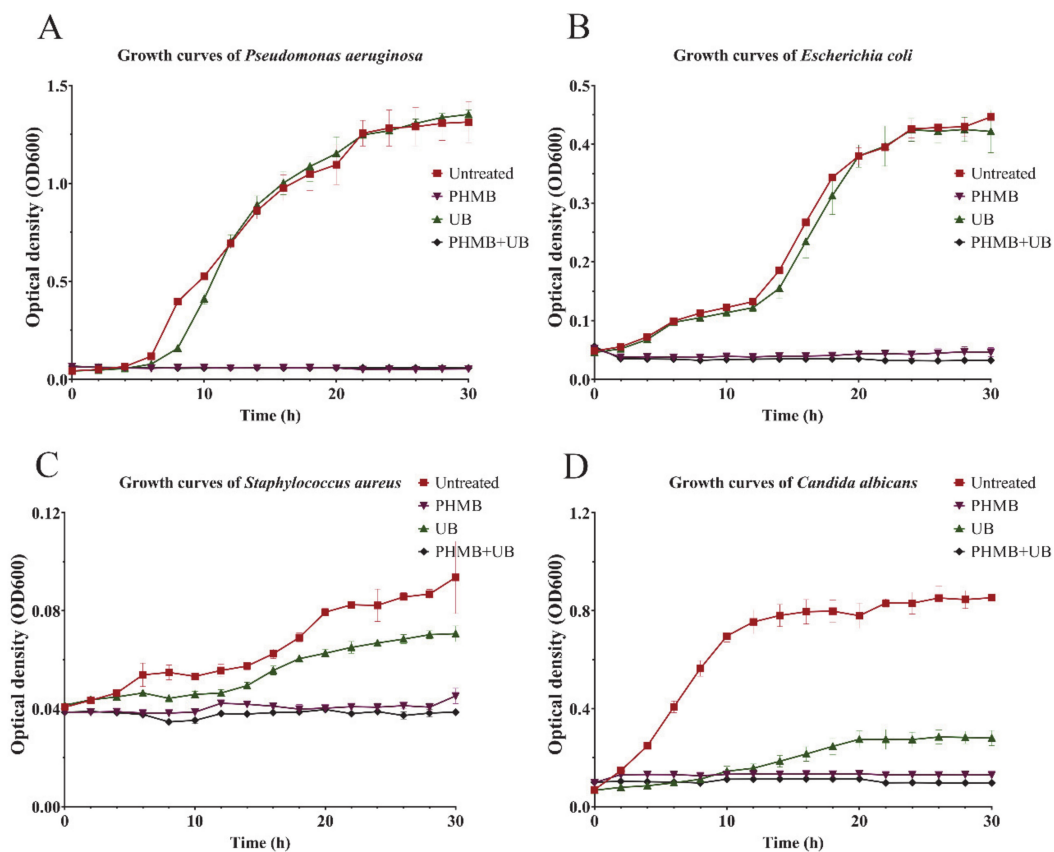 A
Growth curves of Pseudomonas aeruginosa
Optical density (OD600)
1.5
1.0
0.5
0.0
0
10
20
30
Time (h)
Untreated
PHMB
UB
PHMB+UB
B
Growth curves of Escherichia coli
Optical density (OD600)
0.5
0.4
0.3
0.2
0.1
0.0
0
10
20
30
Time (h)
Untreated
PHMB
UB
PHMB+UB
C
Growth curves of Staphylococcus aureus
Optical density (OD600)
0.12
0.08
0.04
0.00
0
10
20
30
Time (h)
Untreated
PHMB
UB
PHMB+UB
D
Growth curves of Candida albicans
Optical density (OD600)
1.2
0.8
0.4
0.0
0
10
20
30
Time (h)
Untreated
PHMB
UB
PHMB+UB